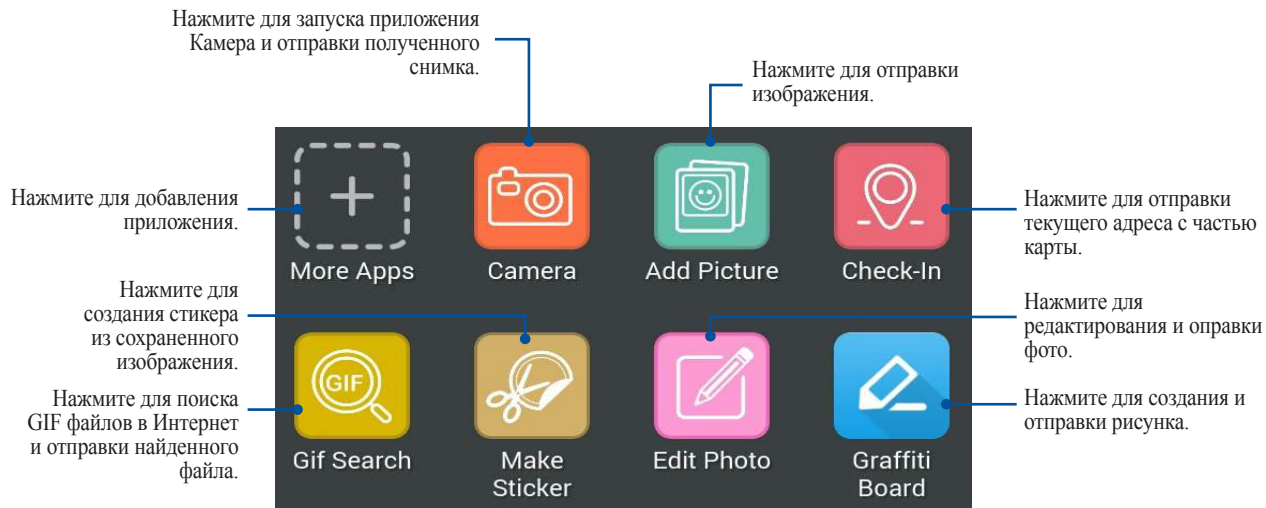 Нажмите для запуска приложения
Камера и отправки полученного
снимка.
Нажмите для отправки
изображения.
Нажмите для добавления
приложения.
More Apps
Camera
Add Picture
Check-In
Нажмите для отправки
текущего адреса с частью
карты.
Нажмите для
создания стикера
из сохраненного
изображения.
Нажмите для
редактирования и оправки
фото.
Нажмите для поиска
GIF файлов в Интернет
и отправки найденного
файла.
GIF
Gif Search
Make
Sticker
Edit Photo
Graffiti
Board
Нажмите для создания и
отправки рисунка.